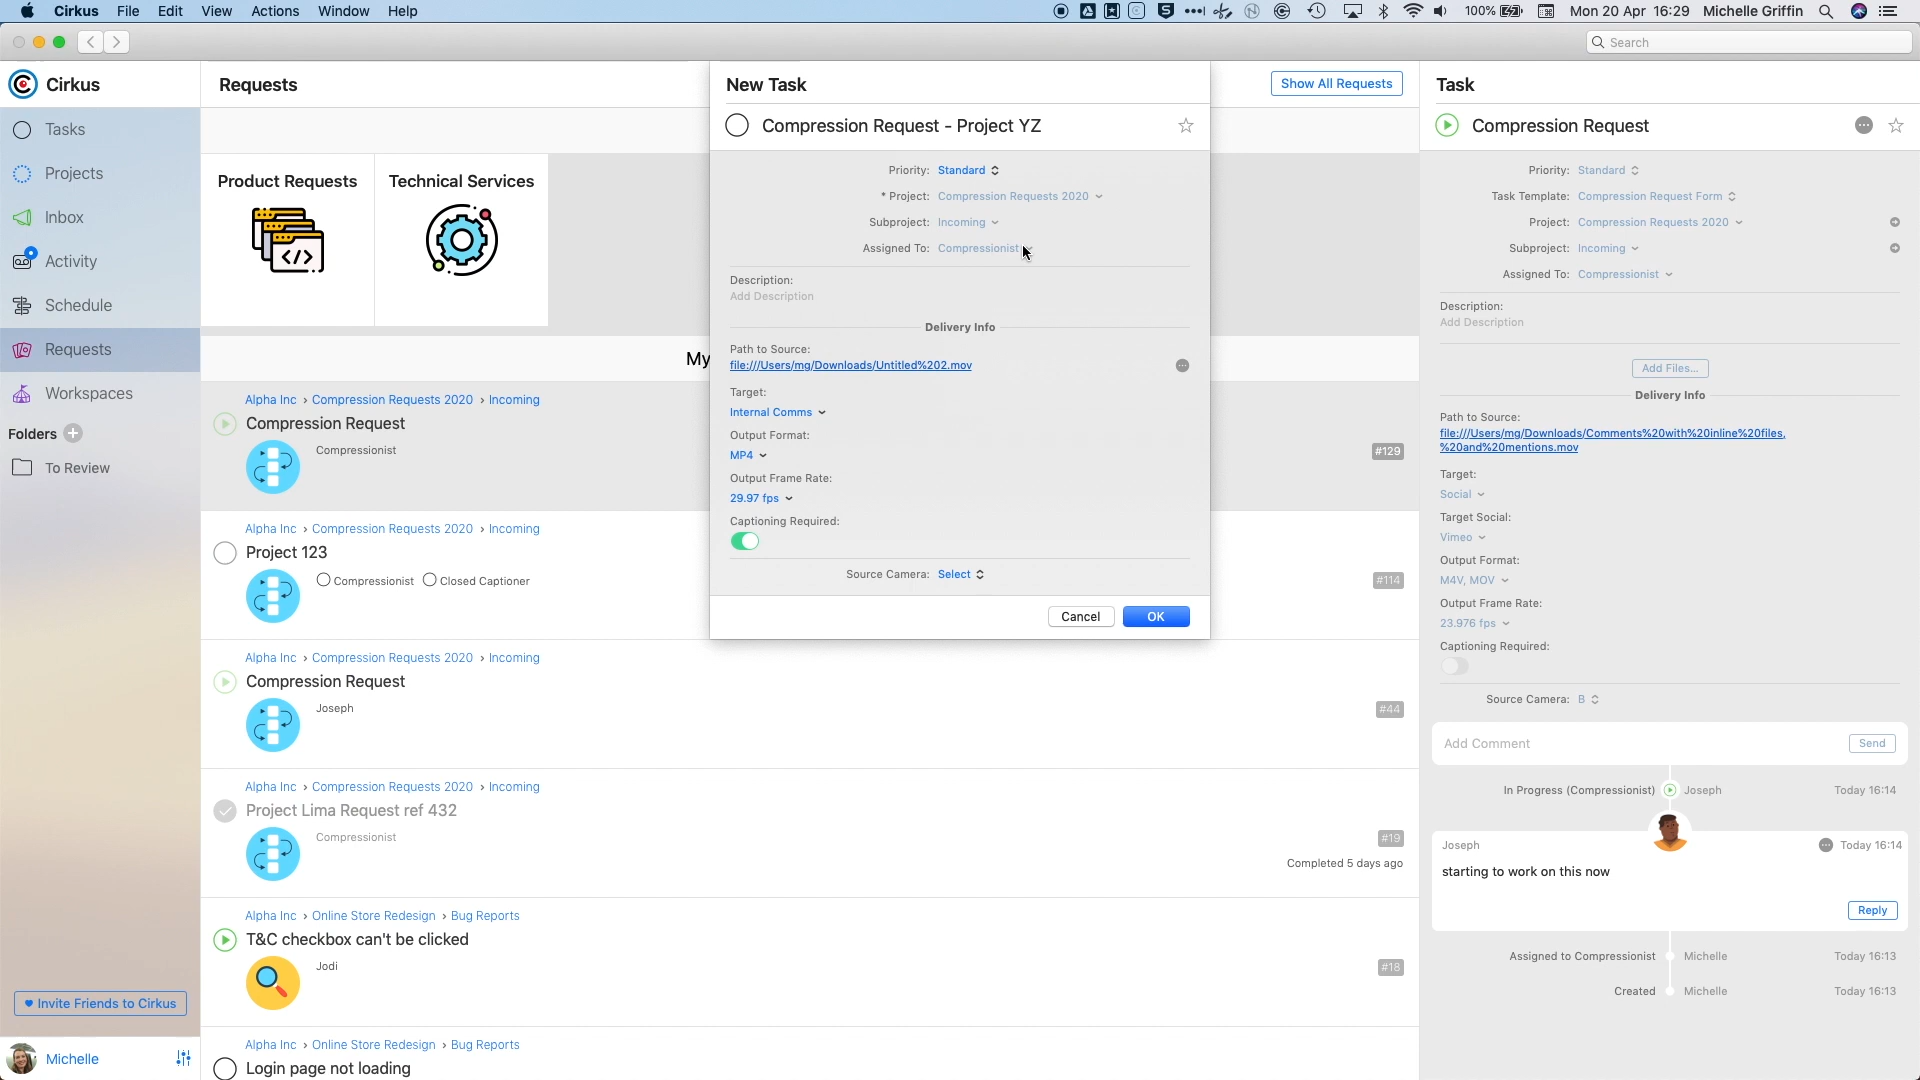 Cirkus File Edit View Actions Window Help
100% Mon 20 Apr 16:29 Michelle Griffin
Search
Cirkus
Tasks
Projects
Inbox
Activity
Schedule
Requests
Workspaces
Folders
To Review
Invite Friends to Cirkus
Michelle
Requests
Show All Requests
Product Requests
Technical Services
My
Alpha Inc › Compression Requests 2020 › Incoming
Compression Request
Compressionist
#129
Alpha Inc › Compression Requests 2020 › Incoming
Project 123
Compressionist Closed Captioner
#114
Alpha Inc › Compression Requests 2020 › Incoming
Compression Request
Joseph
#44
Alpha Inc › Compression Requests 2020 › Incoming
Project Lima Request ref 432
Compressionist
#19
Completed 5 days ago
Alpha Inc › Online Store Redesign › Bug Reports
T&C checkbox can't be clicked
Jodi
#18
Alpha Inc › Online Store Redesign › Bug Reports
Login page not loading
New Task
Compression Request - Project YZ
Priority: Standard
* Project: Compression Requests 2020
Subproject: Incoming
Assigned To: Compressionist
Description:
Add Description
Delivery Info
Path to Source:
file:///Users/mg/Downloads/Untitled%202.mov
Target:
Internal Comms
Output Format:
MP4
Output Frame Rate:
29.97 fps
Captioning Required:
Source Camera: Select
Cancel OK
Task
Compression Request
Priority: Standard
Task Template: Compression Request Form
Project: Compression Requests 2020
Subproject: Incoming
Assigned To: Compressionist
Description:
Add Description
Add Files...
Delivery Info
Path to Source:
file:///Users/mg/Downloads/Comments%20with%20inline%20files,
%20and%20mentions.mov
Target:
Social
Target Social:
Vimeo
Output Format:
M4V, MOV
Output Frame Rate:
23.976 fps
Captioning Required:
Source Camera: B
Add Comment Send
In Progress (Compressionist) Joseph Today 16:14
Joseph Today 16:14
starting to work on this now
Reply
Assigned to Compressionist Michelle Today 16:13
Created Michelle Today 16:13